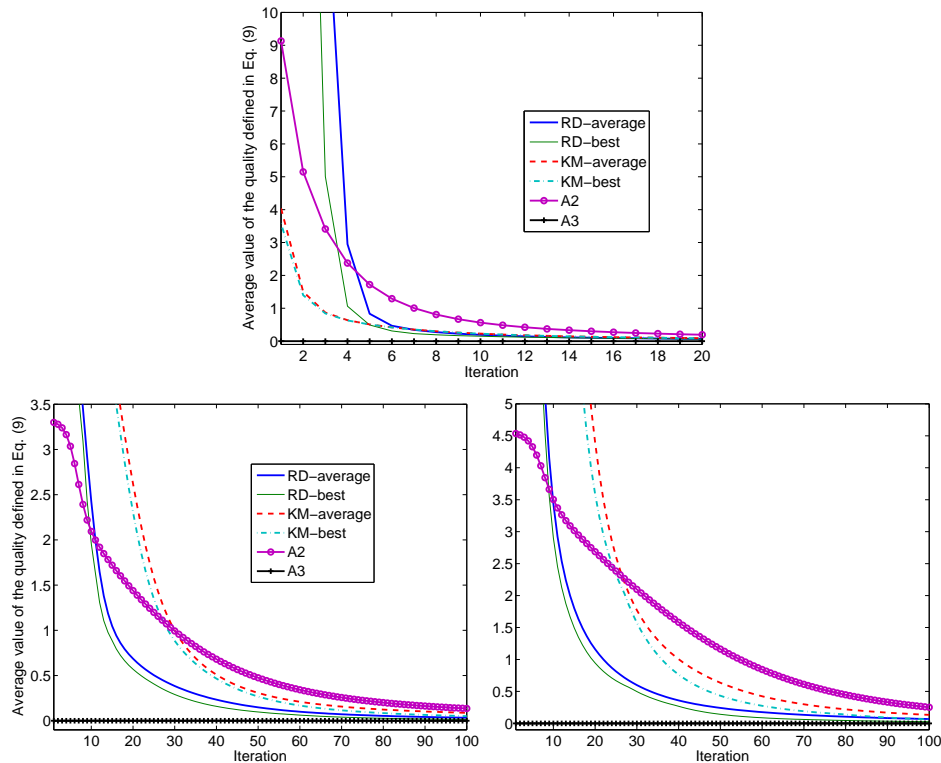 Average value of the quality defined in Eq. (9)
10
9
8
7
6
5
4
3
2
1
0
RD−average
RD−best
KM−average
KM−best
A2
A3
2 4 6 8 10 12 14 16 18 20
Iteration
Average value of the quality defined in Eq. (9)
3.5
3
2.5
2
1.5
1
0.5
0
RD−average
RD−best
KM−average
KM−best
A2
A3
10 20 30 40 50 60 70 80 90 100
Iteration
5
4.5
4
3.5
3
2.5
2
1.5
1
0.5
0
10 20 30 40 50 60 70 80 90 100
Iteration